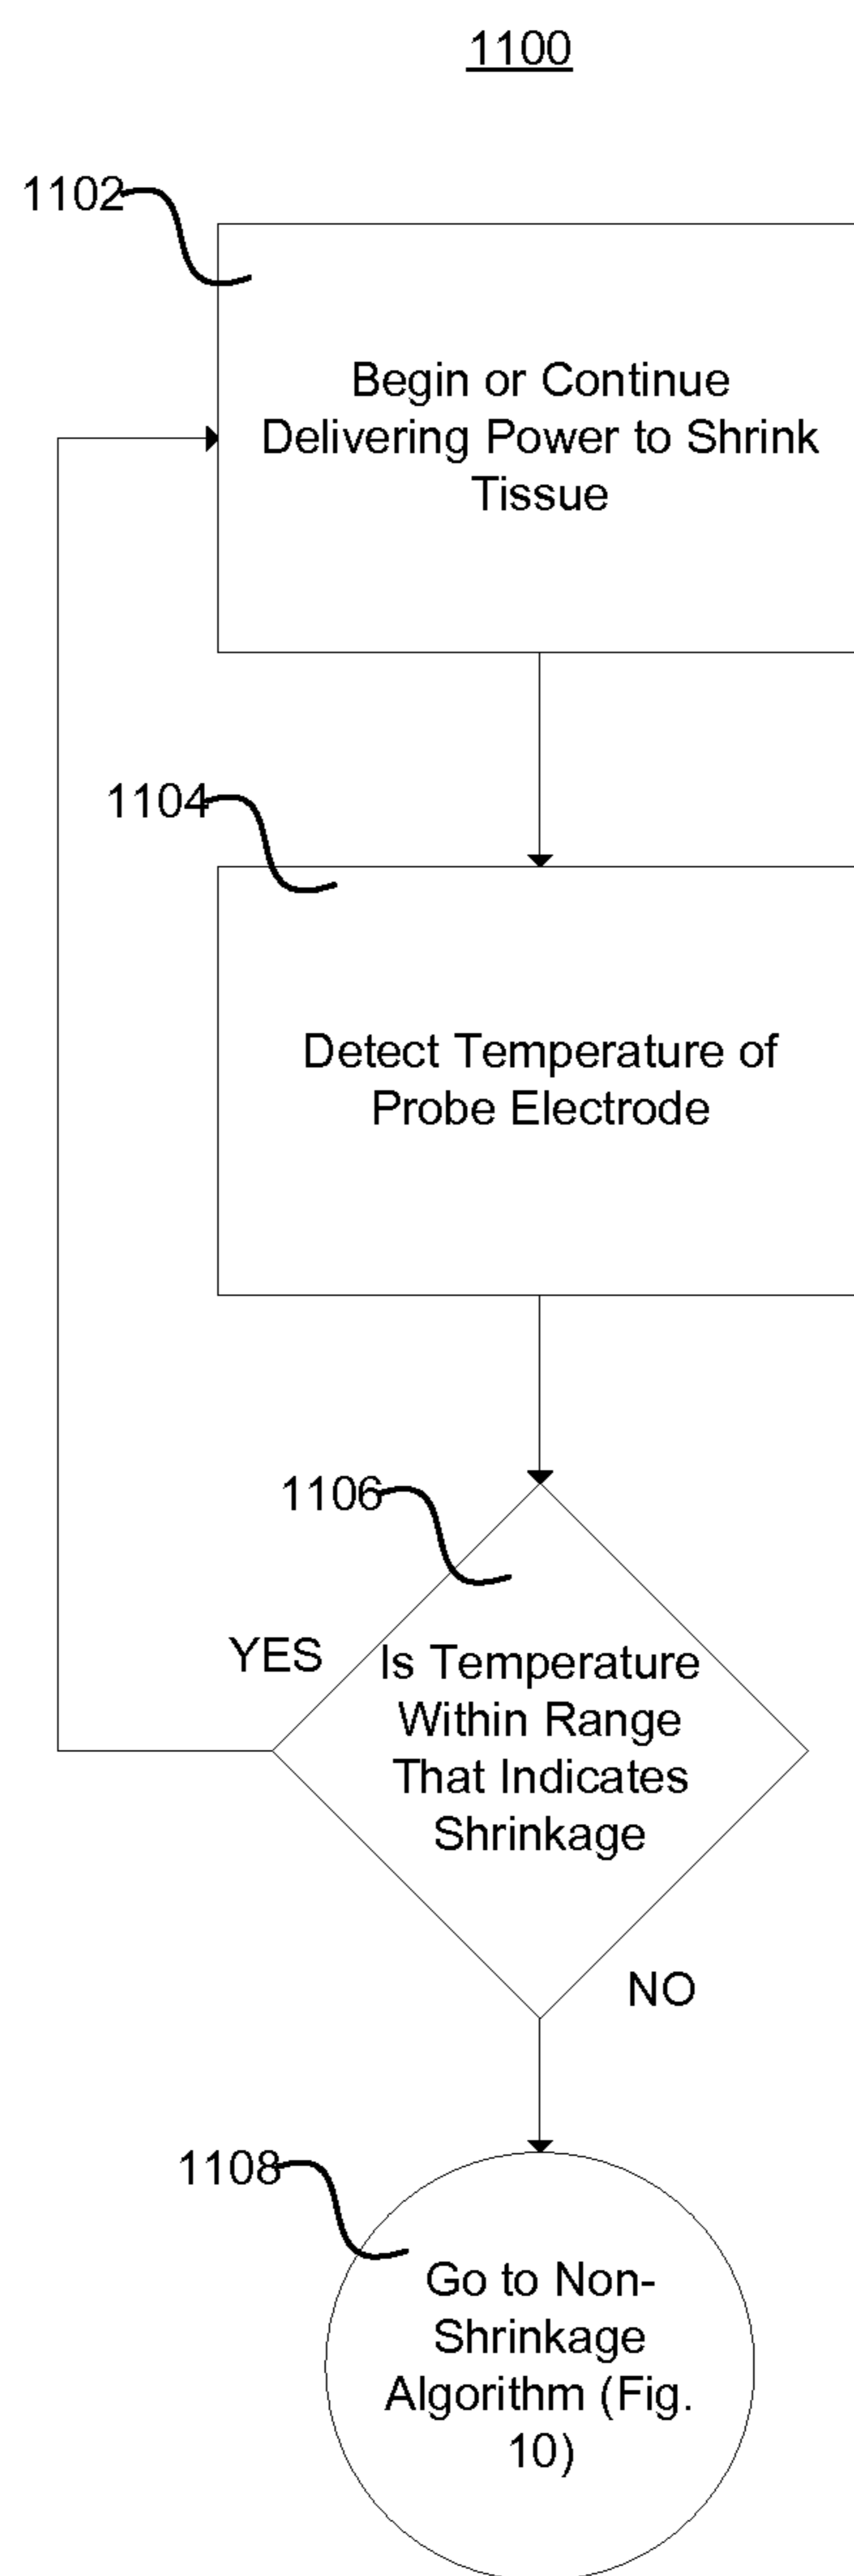 1100
1102
Begin or Continue
Delivering Power to Shrink
Tissue
1104
Detect Temperature of
Probe Electrode
1106
YES
Is Temperature
Within Range
That Indicates
Shrinkage
NO
1108
Go to Non-
Shrinkage
Algorithm (Fig.
10)